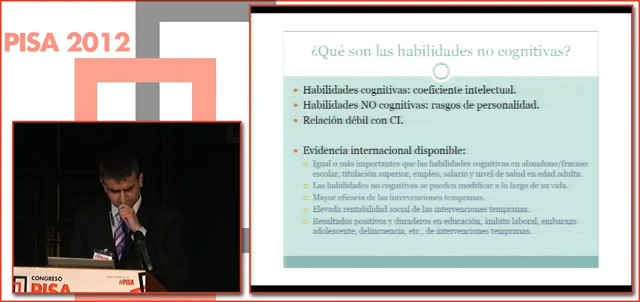 PISA 2012
¿Qué son las habilidades no cognitivas?
Habilidades cognitivas: coeficiente intelectual.
Habilidades NO cognitivas: rasgos de personalidad.
Relación débil con CI.
Evidencia internacional disponible:
Igual o más importantes que las habilidades cognitivas en abandono/fracaso
escolar, titulación superior, empleo, salario y nivel de salud en edad adulta.
Las habilidades no cognitivas se pueden modificar a lo largo de su vida.
Mayor eficacia de las intervenciones tempranas.
Elevada rentabilidad social de las intervenciones tempranas.
Resultados positivos y duraderos en educación, ámbito laboral, embarazo
adolescente, delincuencia, etc., de intervenciones tempranas.
CONGRESO
PISA
#PISA